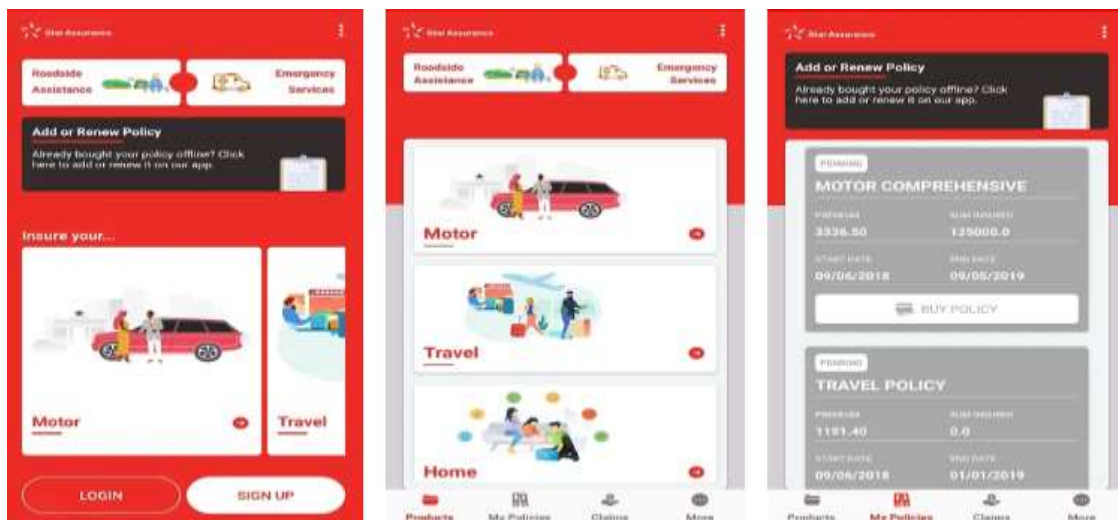 Star Assurance
Roadside
Assistance
Emergency
Services
Add or Renew Policy
Already bought your policy offline? Click
here to add or renew it on our app.
Insure your...
Motor
Travel
LOGIN
SIGN UP
Star Assurance
Roadside
Assistance
Emergency
Services
Motor
Travel
Home
Products
My Policies
Claims
More
Star Assurance
Add or Renew Policy
Already bought your policy offline? Click
here to add or renew it on our app.
PENDING
MOTOR COMPREHENSIVE
PREMIUM SUM INSURED
3336.50 125000.0
START DATE END DATE
09/06/2018 09/05/2019
BUY POLICY
PENDING
TRAVEL POLICY
PREMIUM SUM INSURED
1191.40 0.0
START DATE END DATE
09/06/2018 01/01/2019
Products
My Policies
Claims
More